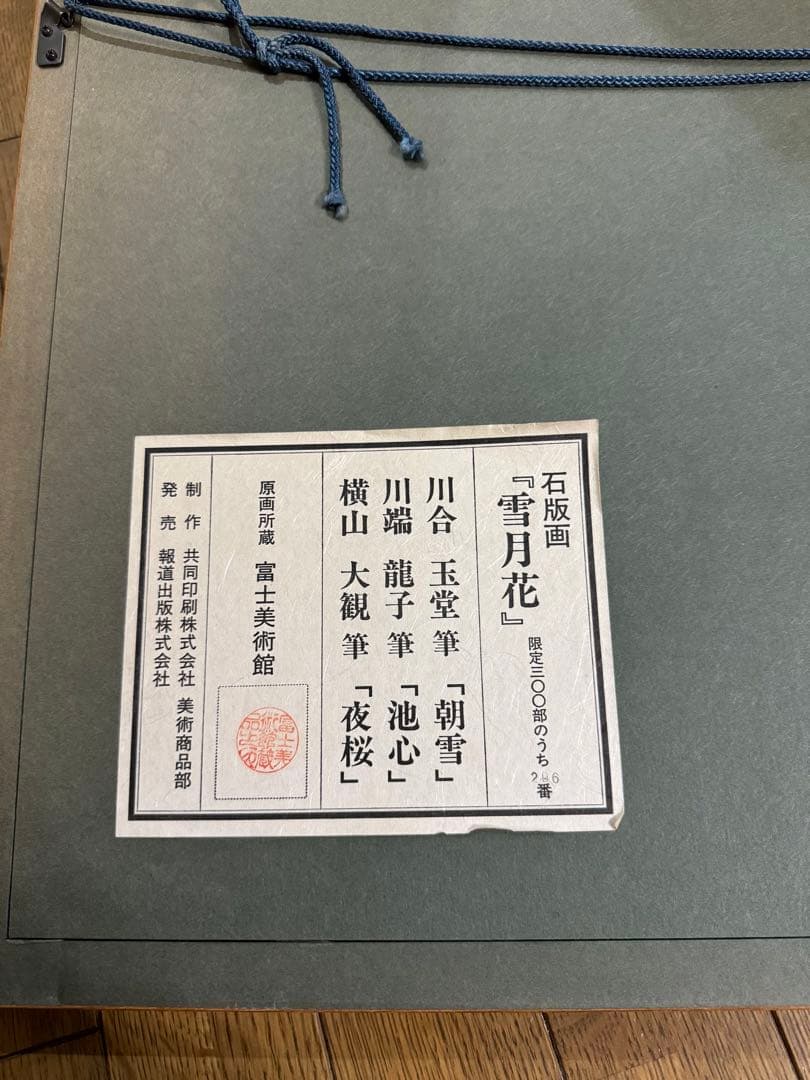 石版画
『雪月花』
限定三〇〇部のうち 286 番
川合 玉堂 筆 「朝雪」
川端 龍子 筆 「池心」
横山 大観 筆 「夜桜」
原画所蔵 富士美術館
制作 共同印刷株式会社 美術商品部
発売 報道出版株式会社